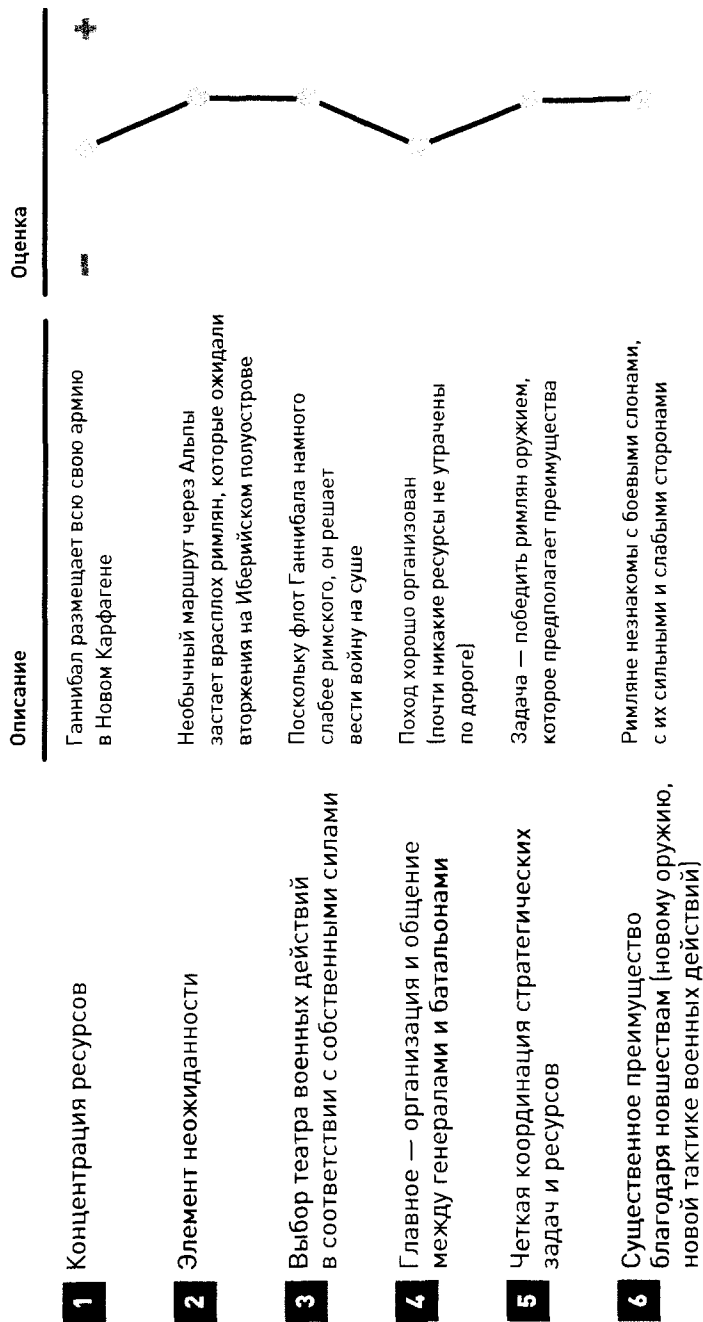 Описание
Оценка
– +
1 Концентрация ресурсов
Ганнибал размещает всю свою армию
в Новом Карфагене
2 Элемент неожиданности
Необычный маршрут через Альпы
застает врасплох римлян, которые ожидали
вторжения на Иберийском полуострове
3 Выбор театра военных действий
в соответствии с собственными силами
Поскольку флот Ганнибала намного
слабее римского, он решает
вести войну на суше
4 Главное — организация и общение
между генералами и батальонами
Поход хорошо организован
(почти никакие ресурсы не утрачены
по дороге)
5 Четкая координация стратегических
задач и ресурсов
Задача — победить римлян оружием,
которое предполагает преимущества
6 Существенное преимущество
благодаря новшествам (новому оружию,
новой тактике военных действий)
Римляне незнакомы с боевыми слонами,
с их сильными и слабыми сторонами